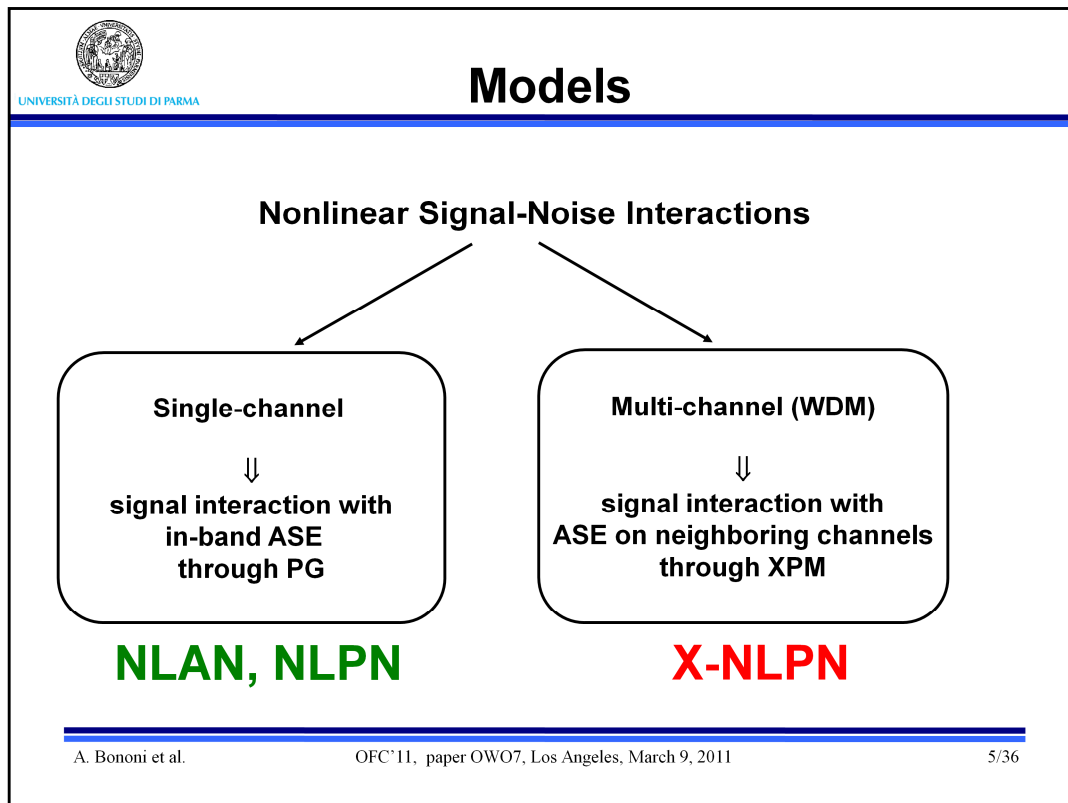 UNIVERSITÀ DEGLI STUDI DI PARMA
Models
Nonlinear Signal-Noise Interactions
Single-channel
⇓
signal interaction with
in-band ASE
through PG
Multi-channel (WDM)
⇓
signal interaction with
ASE on neighboring channels
through XPM
NLAN, NLPN
X-NLPN
A. Bononi et al.
OFC'11, paper OWO7, Los Angeles, March 9, 2011
5/36